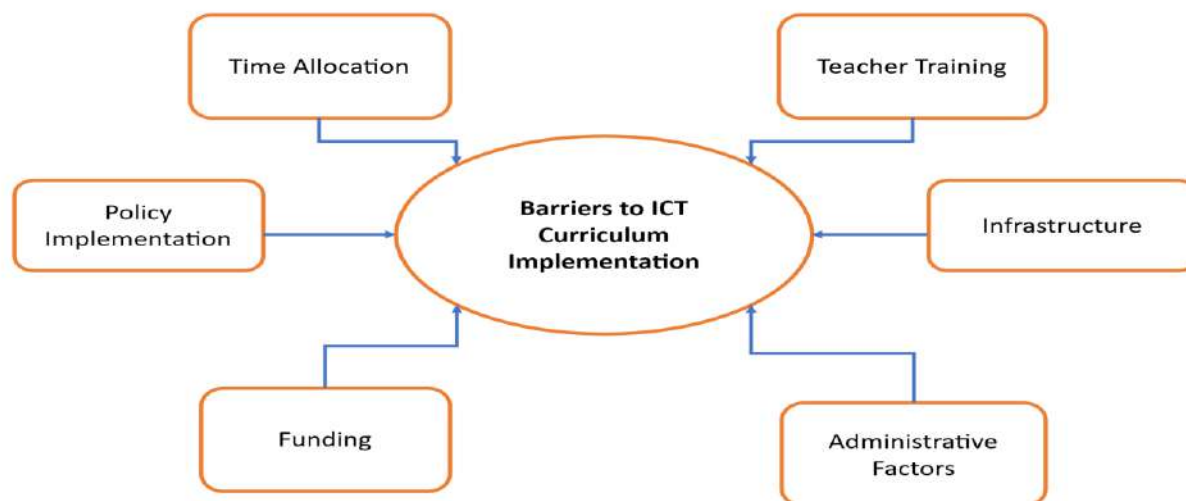 Time Allocation
Teacher Training
Policy
Implementation
Barriers to ICT
Curriculum
Implementation
Infrastructure
Funding
Administrative
Factors